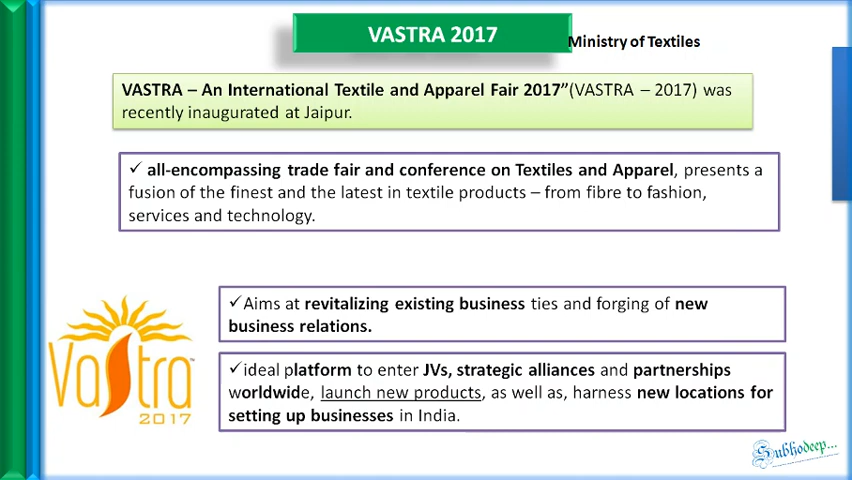 VASTRA 2017
Ministry of Textiles
VASTRA – An International Textile and Apparel Fair 2017”(VASTRA – 2017) was
recently inaugurated at Jaipur.
✓ all-encompassing trade fair and conference on Textiles and Apparel, presents a
fusion of the finest and the latest in textile products – from fibre to fashion,
services and technology.
✓Aims at revitalizing existing business ties and forging of new
business relations.
✓ideal platform to enter JVs, strategic alliances and partnerships
worldwide, launch new products, as well as, harness new locations for
setting up businesses in India.
Vastra™
2017
Subhodeep...